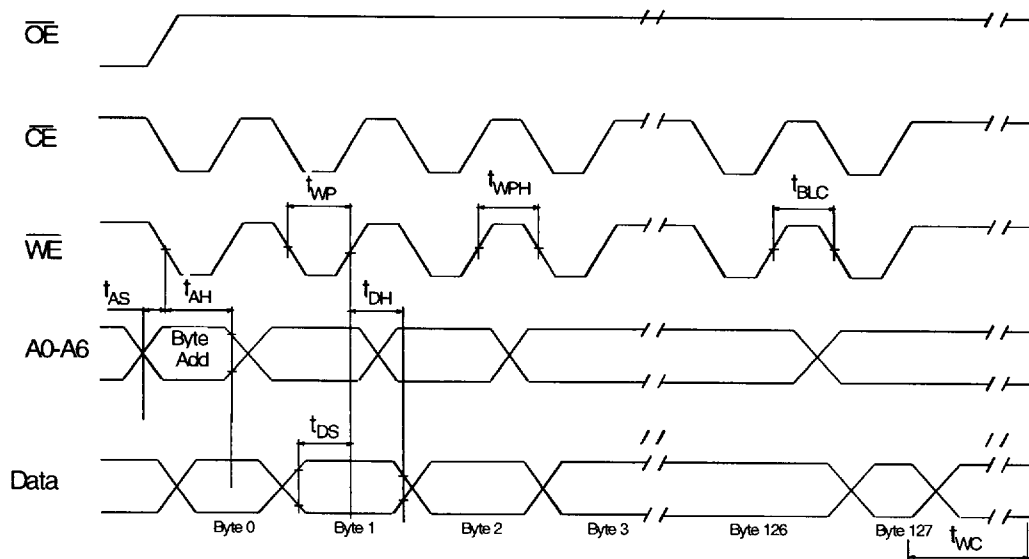 OE
CE
tWP
tWPH
tBLC
WE
tAS
tAH
tDH
A0-A6
Byte
Add
tDS
Data
Byte 0
Byte 1
Byte 2
Byte 3
Byte 126
Byte 127
tWC